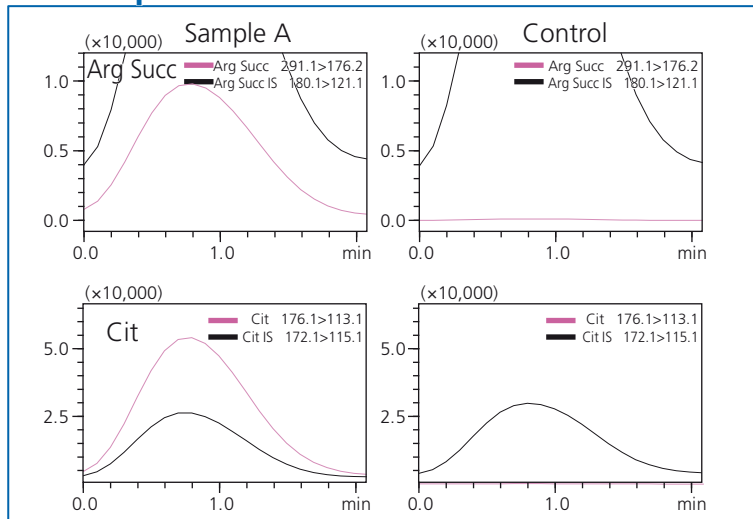 Sample A
Control
(×10,000)
(×10,000)
Arg Succ
Arg Succ 291.1>176.2
Arg Succ IS 180.1>121.1
Arg Succ 291.1>176.2
Arg Succ IS 180.1>121.1
1.0
0.5
0.0
1.0
0.5
0.0
0.0 1.0 min
0.0 1.0 min
(×10,000)
(×10,000)
Cit
Cit 176.1>113.1
Cit IS 172.1>115.1
Cit 176.1>113.1
Cit IS 172.1>115.1
5.0
2.5
5.0
2.5
0.0 1.0 min
0.0 1.0 min